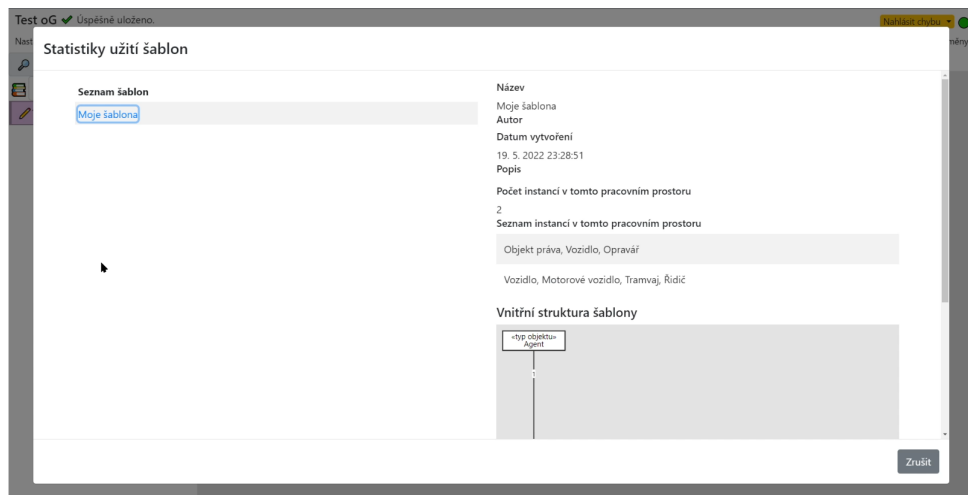 Test oG ✔ Úspěšně uloženo.
Nahlásit chybu
Nast
měny
Statistiky užití šablon
Seznam šablon
Moje šablona
Název
Moje šablona
Autor
Datum vytvoření
19. 5. 2022 23:28:51
Popis
Počet instancí v tomto pracovním prostoru
2
Seznam instancí v tomto pracovním prostoru
Objekt práva, Vozidlo, Opravář
Vozidlo, Motorové vozidlo, Tramvaj, Řidič
Vnitřní struktura šablony
«typ objektu»
Agent
1
Zrušit